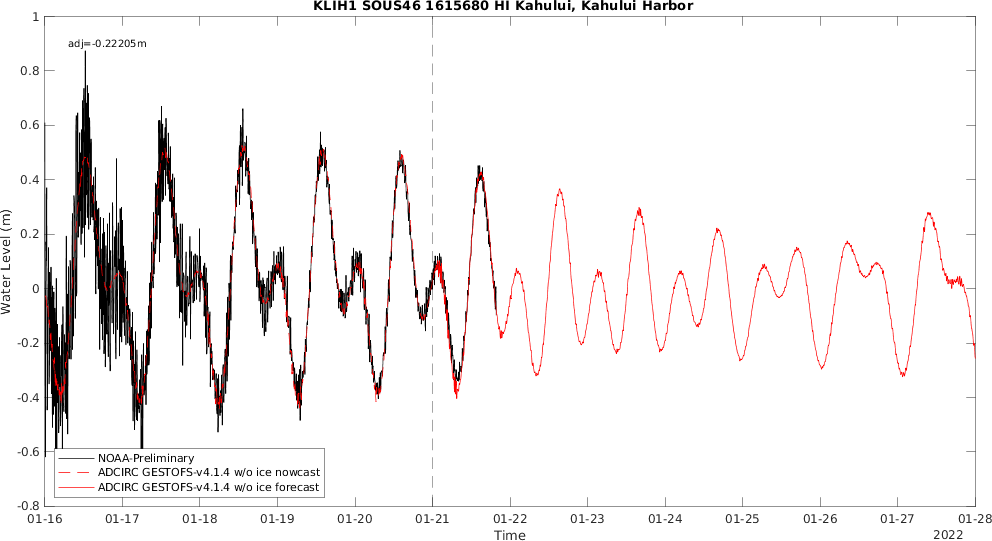 KLIH1 SOUS46 1615680 HI Kahului, Kahului Harbor
adj=-0.22205m
1
0.8
0.6
0.4
0.2
0
-0.2
-0.4
-0.6
-0.8
Water Level (m)
NOAA-Preliminary
ADCIRC GESTOFS-v4.1.4 w/o ice nowcast
ADCIRC GESTOFS-v4.1.4 w/o ice forecast
01-16 01-17 01-18 01-19 01-20 01-21 01-22 01-23 01-24 01-25 01-26 01-27 01-28
Time
2022